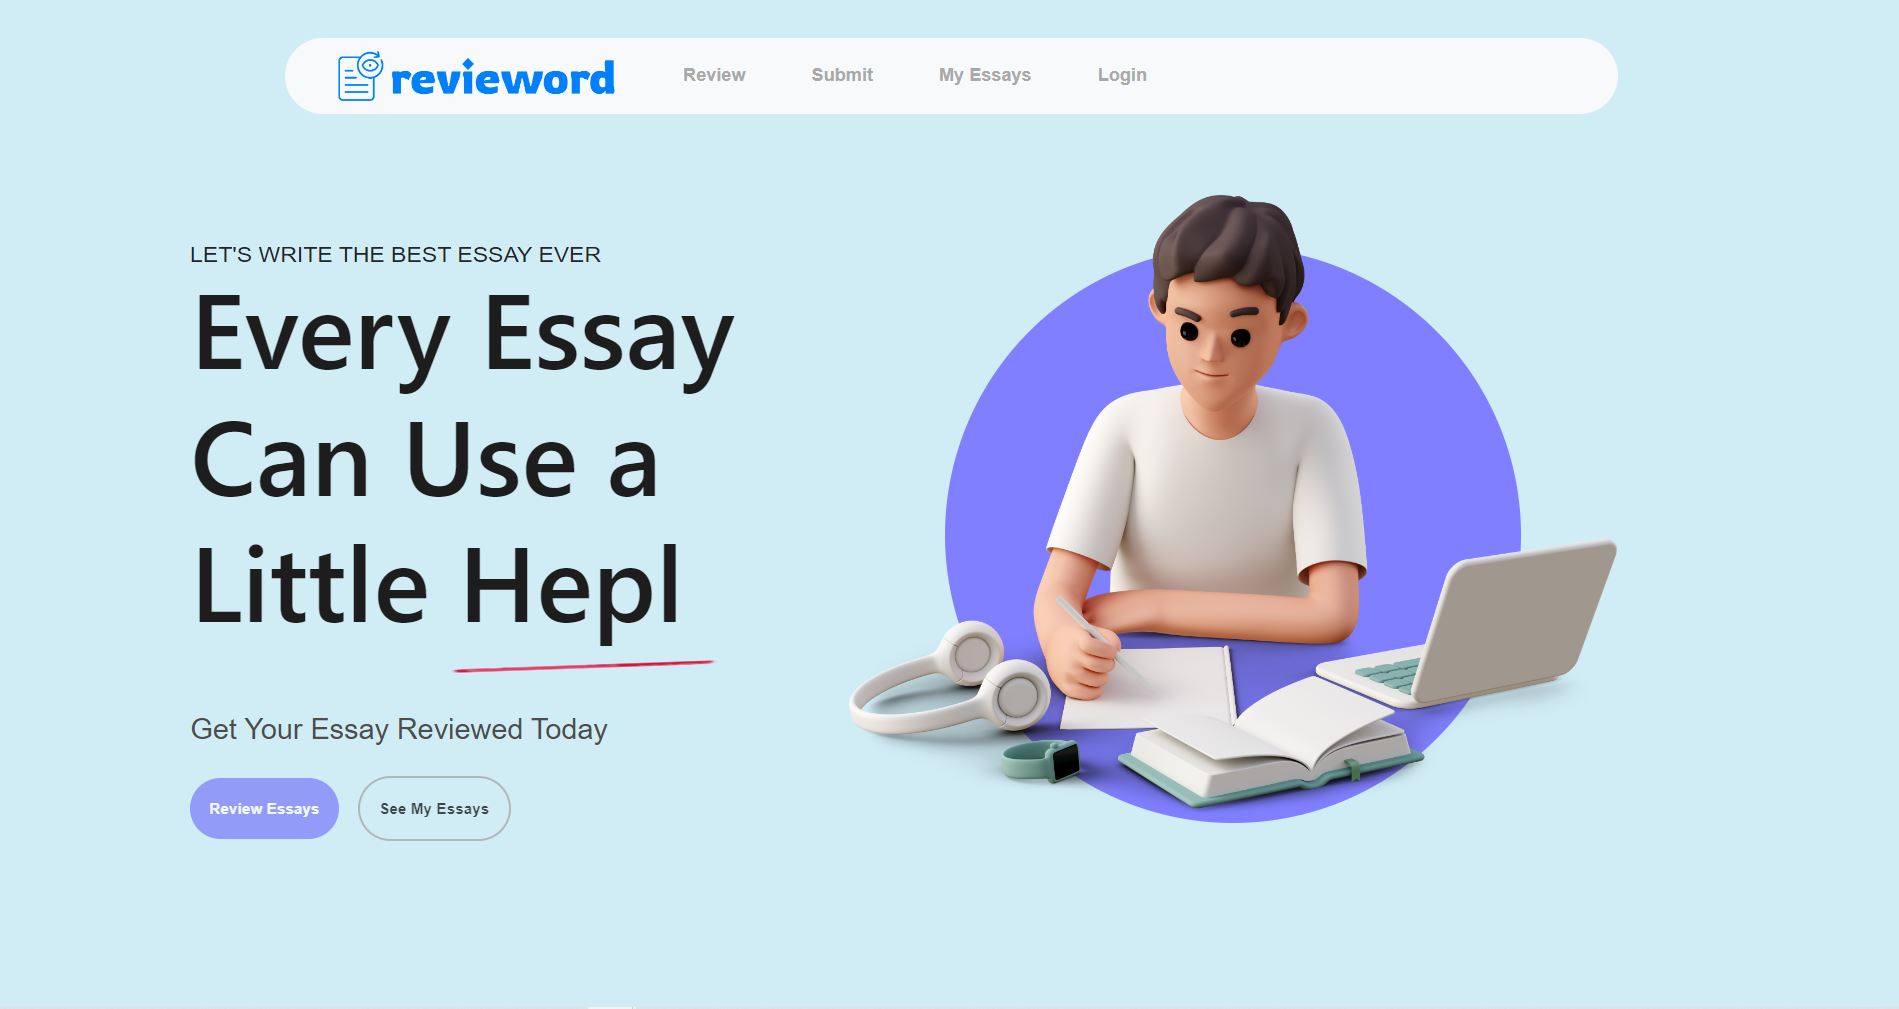 revieword
Review
Submit
My Essays
Login
LET'S WRITE THE BEST ESSAY EVER
Every Essay
Can Use a
Little Hepl
Get Your Essay Reviewed Today
Review Essays
See My Essays